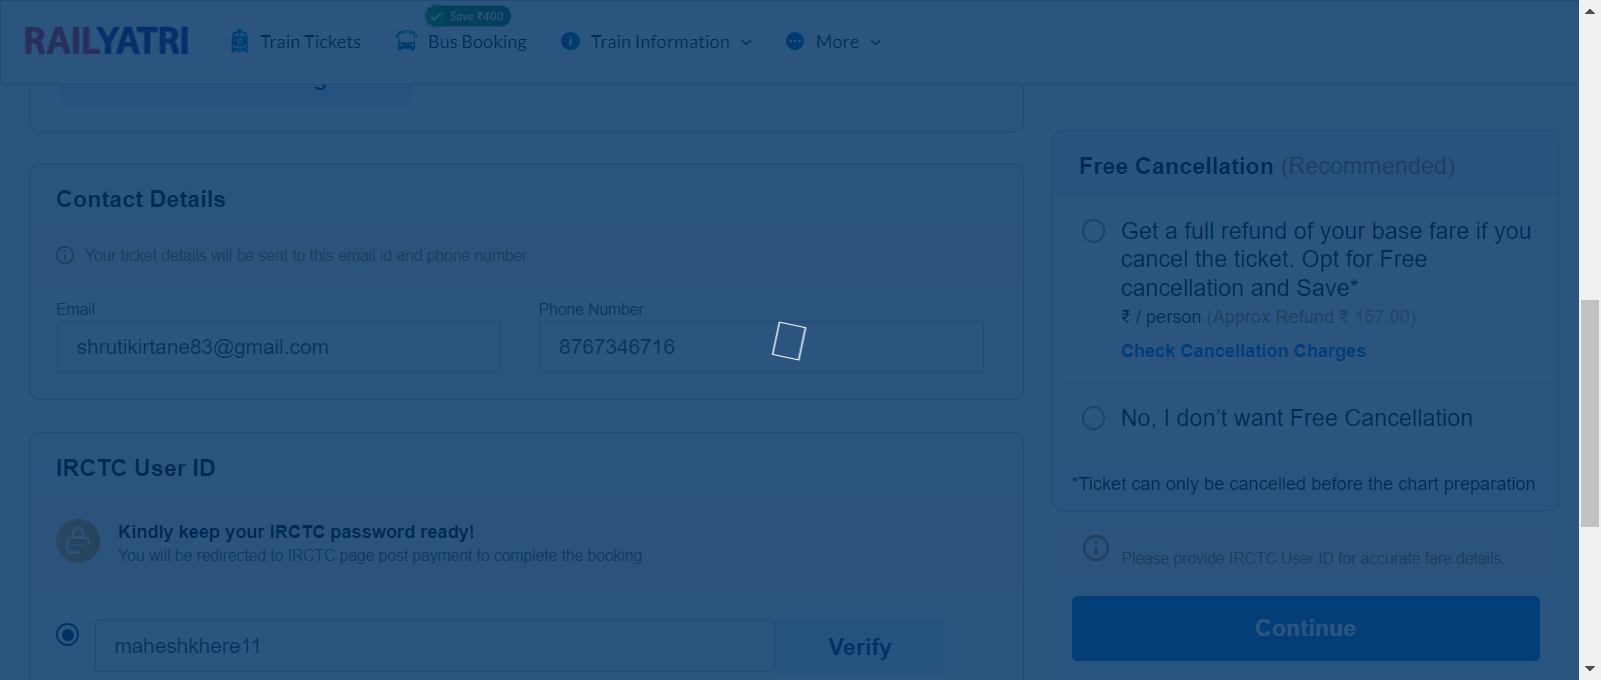 RAILYATRI
Train Tickets
Save ₹400
Bus Booking
Train Information
More
Contact Details
Your ticket details will be sent to this email id and phone number
Email
Phone Number
shrutikirtane83@gmail.com
8767346716
IRCTC User ID
Kindly keep your IRCTC password ready!
You will be redirected to IRCTC page post payment to complete the booking
maheshkhere11
Verify
Free Cancellation (Recommended)
Get a full refund of your base fare if you
cancel the ticket. Opt for Free
cancellation and Save*
₹ / person (Approx Refund ₹ 157.00)
Check Cancellation Charges
No, I don’t want Free Cancellation
*Ticket can only be cancelled before the chart preparation
Please provide IRCTC User ID for accurate fare details.
Continue